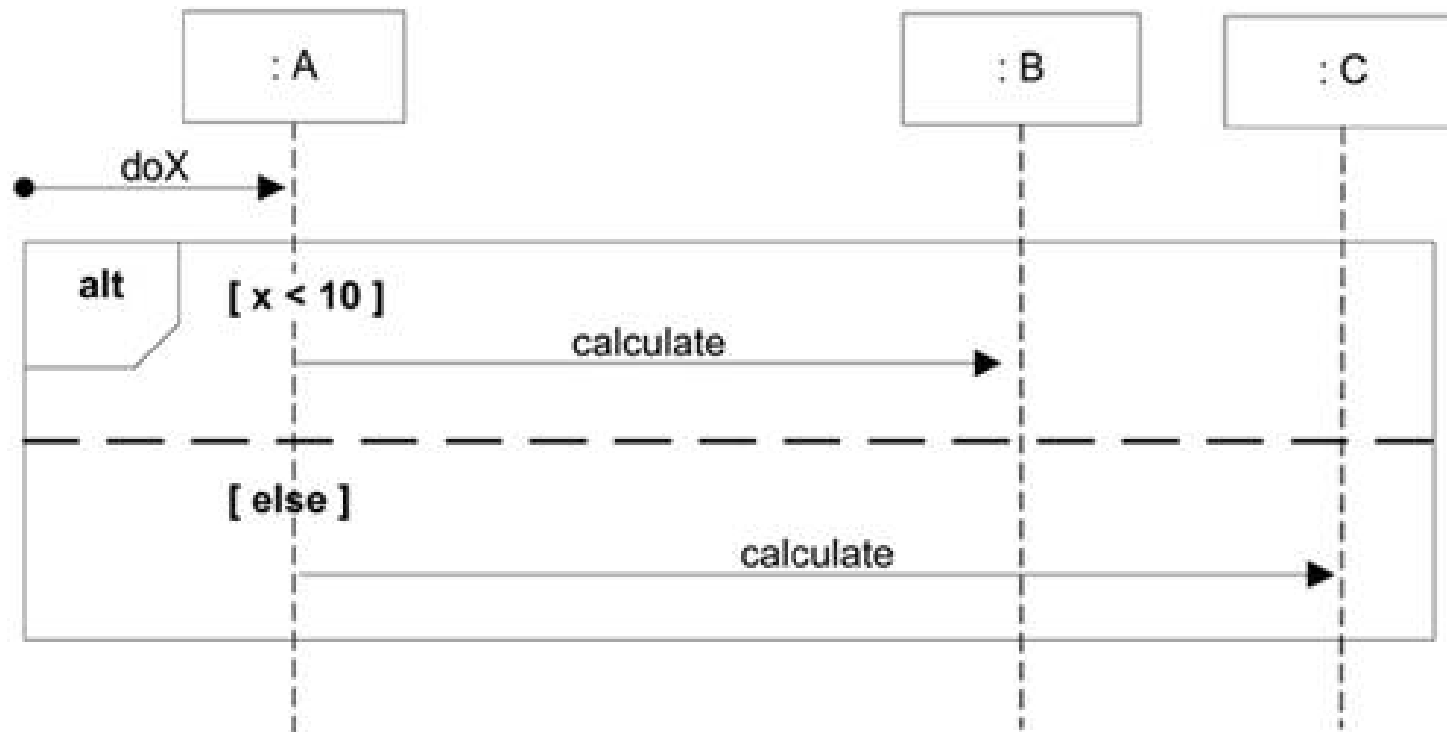 : A
: B
: C
doX
alt
[ x < 10 ]
calculate
[ else ]
calculate